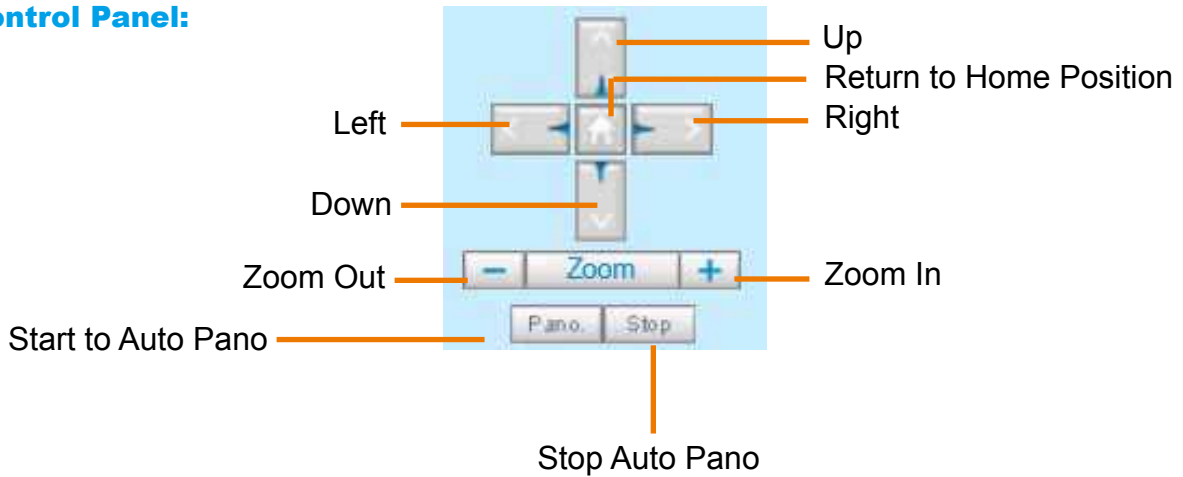 ontrol Panel:
Up
Return to Home Position
Left
Right
Down
Zoom Out
Zoom
Zoom In
Pano.
Stop
Start to Auto Pano
Stop Auto Pano